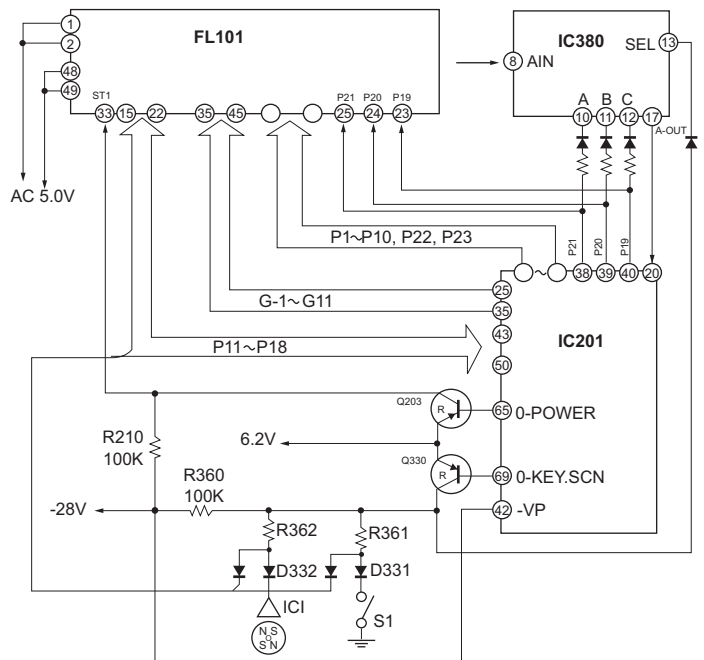 FL101
1
2
48
49
ST1
33
15
22
35
45
P21
25
P20
24
P19
23
AC 5.0V
IC380
SEL
13
8
AIN
A
B
C
10
11
12
17
A-OUT
P1~P10, P22, P23
G-1~G11
P11~P18
~
P21
P20
P19
38
39
40
20
25
35
43
50
IC201
65
0-POWER
69
0-KEY.SCN
42
-VP
Q203
R
6.2V
Q330
R
R210
100K
R360
100K
-28V
R362
R361
D332
D331
ICI
S1
N S
O
S N